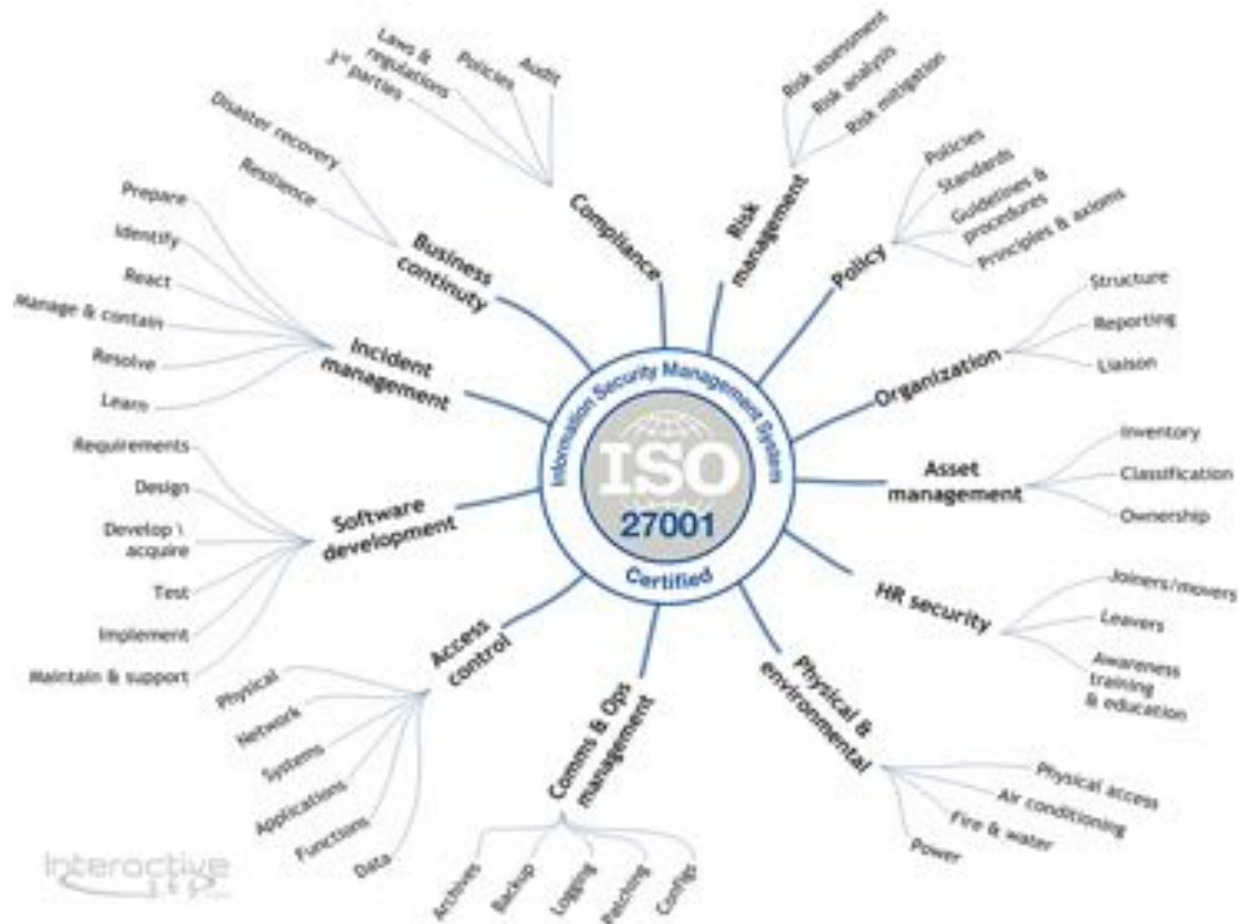 Information Security Management System
ISO
27001
Certified
Risk
management
Risk assessment
Risk analysis
Risk mitigation
Policy
Policies
Standards
Guidelines &
procedures
Principles & axioms
Organization
Structure
Reporting
Liaison
Asset
management
Inventory
Classification
Ownership
HR security
Joiners/movers
Leavers
Awareness
training
& education
Physical &
environmental
Physical access
Air conditioning
Fire & water
Power
Comms & Ops
management
Archives
Backup
Logging
Patching
Configs
Access
control
Physical
Network
Systems
Applications
Functions
Data
Software
development
Requirements
Design
Develop \
acquire
Test
Implement
Maintain & support
Incident
management
Prepare
Identify
React
Manage & contain
Resolve
Learn
Business
continuty
Disaster recovery
Resilience
Compliance
Laws &
regulations
3rd parties
Policies
Audit
Interactive